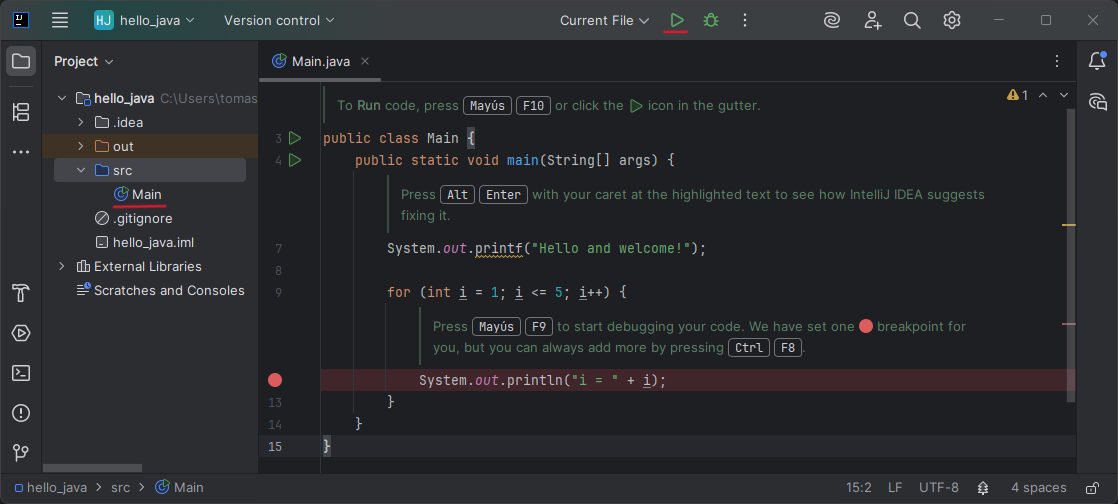 HJ hello_java Version control Current File
Project
Main.java
hello_java C:\Users\tomas
.idea
out
src
Main
.gitignore
hello_java.iml
External Libraries
Scratches and Consoles
To Run code, press Mayús F10 or click the icon in the gutter.
1
3 public class Main {
4 public static void main(String[] args) {
Press Alt Enter with your caret at the highlighted text to see how IntelliJ IDEA suggests
fixing it.
7 System.out.printf("Hello and welcome!");
8
9 for (int i = 1; i <= 5; i++) {
Press Mayús F9 to start debugging your code. We have set one breakpoint for
you, but you can always add more by pressing Ctrl F8.
System.out.println("i = " + i);
13 }
14 }
15 }
hello_java > src > Main 15:2 LF UTF-8 4 spaces